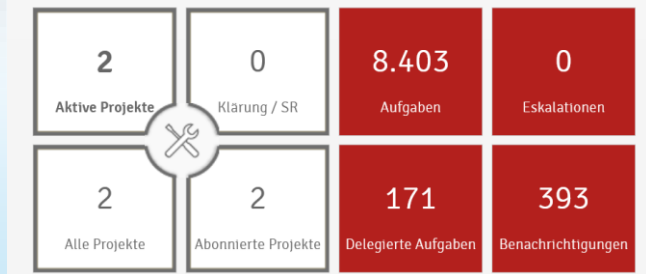 2
Aktive Projekte
0
Klärung / SR
8.403
Aufgaben
0
Eskalationen
2
Alle Projekte
2
Abonnierte Projekte
171
Delegierte Aufgaben
393
Benachrichtigungen